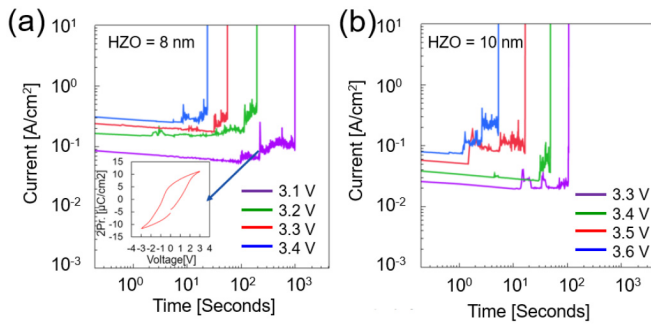 (a)
HZO = 8 nm
Current [A/cm²]
10¹
10⁰
10⁻¹
10⁻²
10⁻³
10⁰ 10¹ 10² 10³
Time [Seconds]
3.1 V
3.2 V
3.3 V
3.4 V
2Pr. [µC/cm2]
15
10
5
0
-5
-10
-15
-4-3-2-1 0 1 2 3 4
Voltage[V]
(b)
HZO = 10 nm
Current [A/cm²]
10¹
10⁰
10⁻¹
10⁻²
10⁻³
10⁰ 10¹ 10² 10³
Time [Seconds]
3.3 V
3.4 V
3.5 V
3.6 V